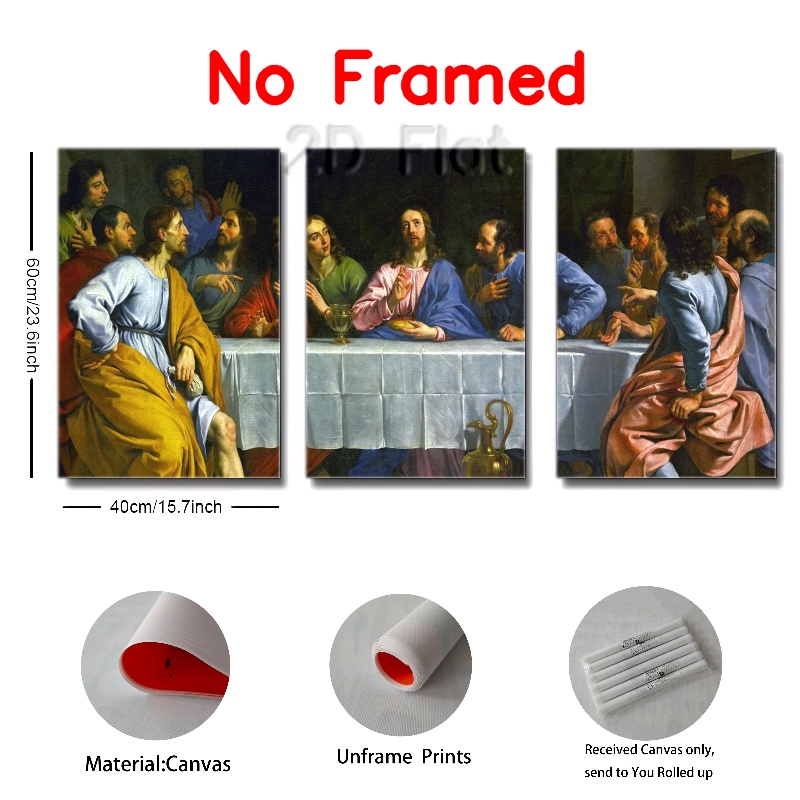 No Framed
2D Flat
60cm/23.6inch
40cm/15.7inch
Material:Canvas
Unframe Prints
Received Canvas only,
send to You Rolled up